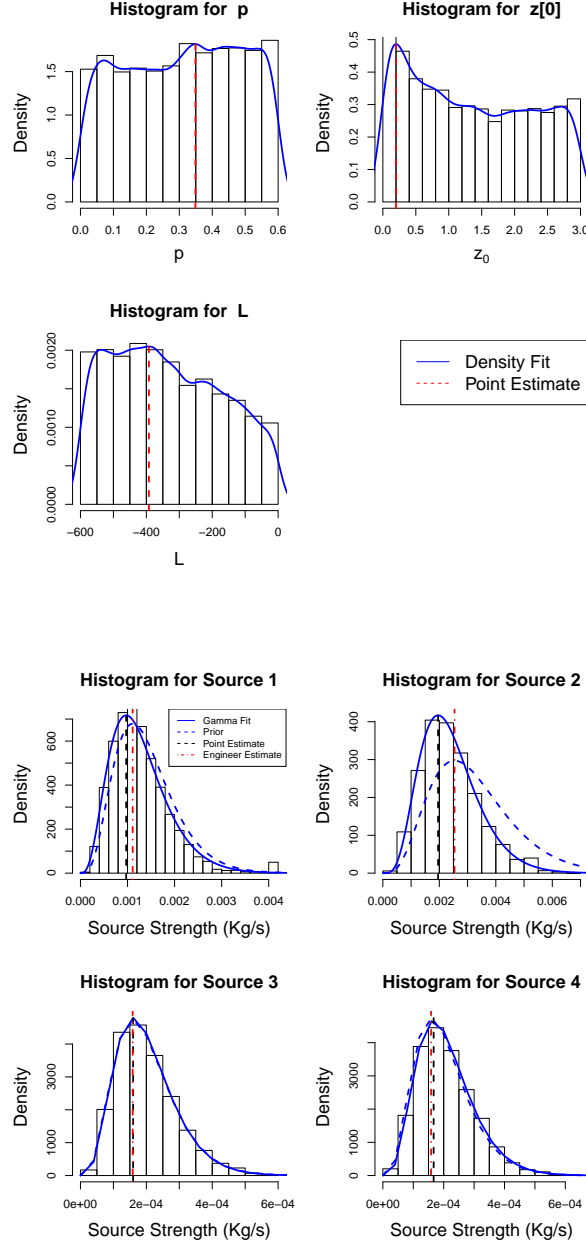 Histogram for p
Density
0.0 0.5 1.0 1.5
0.0 0.1 0.2 0.3 0.4 0.5 0.6
p
Histogram for z[0]
Density
0.0 0.1 0.2 0.3 0.4 0.5
0.0 0.5 1.0 1.5 2.0 2.5 3.0
z0
Histogram for L
Density
0.0000 0.0010 0.0020
−600 −400 −200 0
L
Density Fit
Point Estimate
Histogram for Source 1
Density
0 200 400 600
0.000 0.001 0.002 0.003 0.004
Source Strength (Kg/s)
Gamma Fit
Prior
Point Estimate
Engineer Estimate
Histogram for Source 2
Density
0 100 200 300 400
0.000 0.002 0.004 0.006
Source Strength (Kg/s)
Histogram for Source 3
Density
0 1000 3000
0e+00 2e−04 4e−04 6e−04
Source Strength (Kg/s)
Histogram for Source 4
Density
0 1000 3000
0e+00 2e−04 4e−04 6e−04
Source Strength (Kg/s)